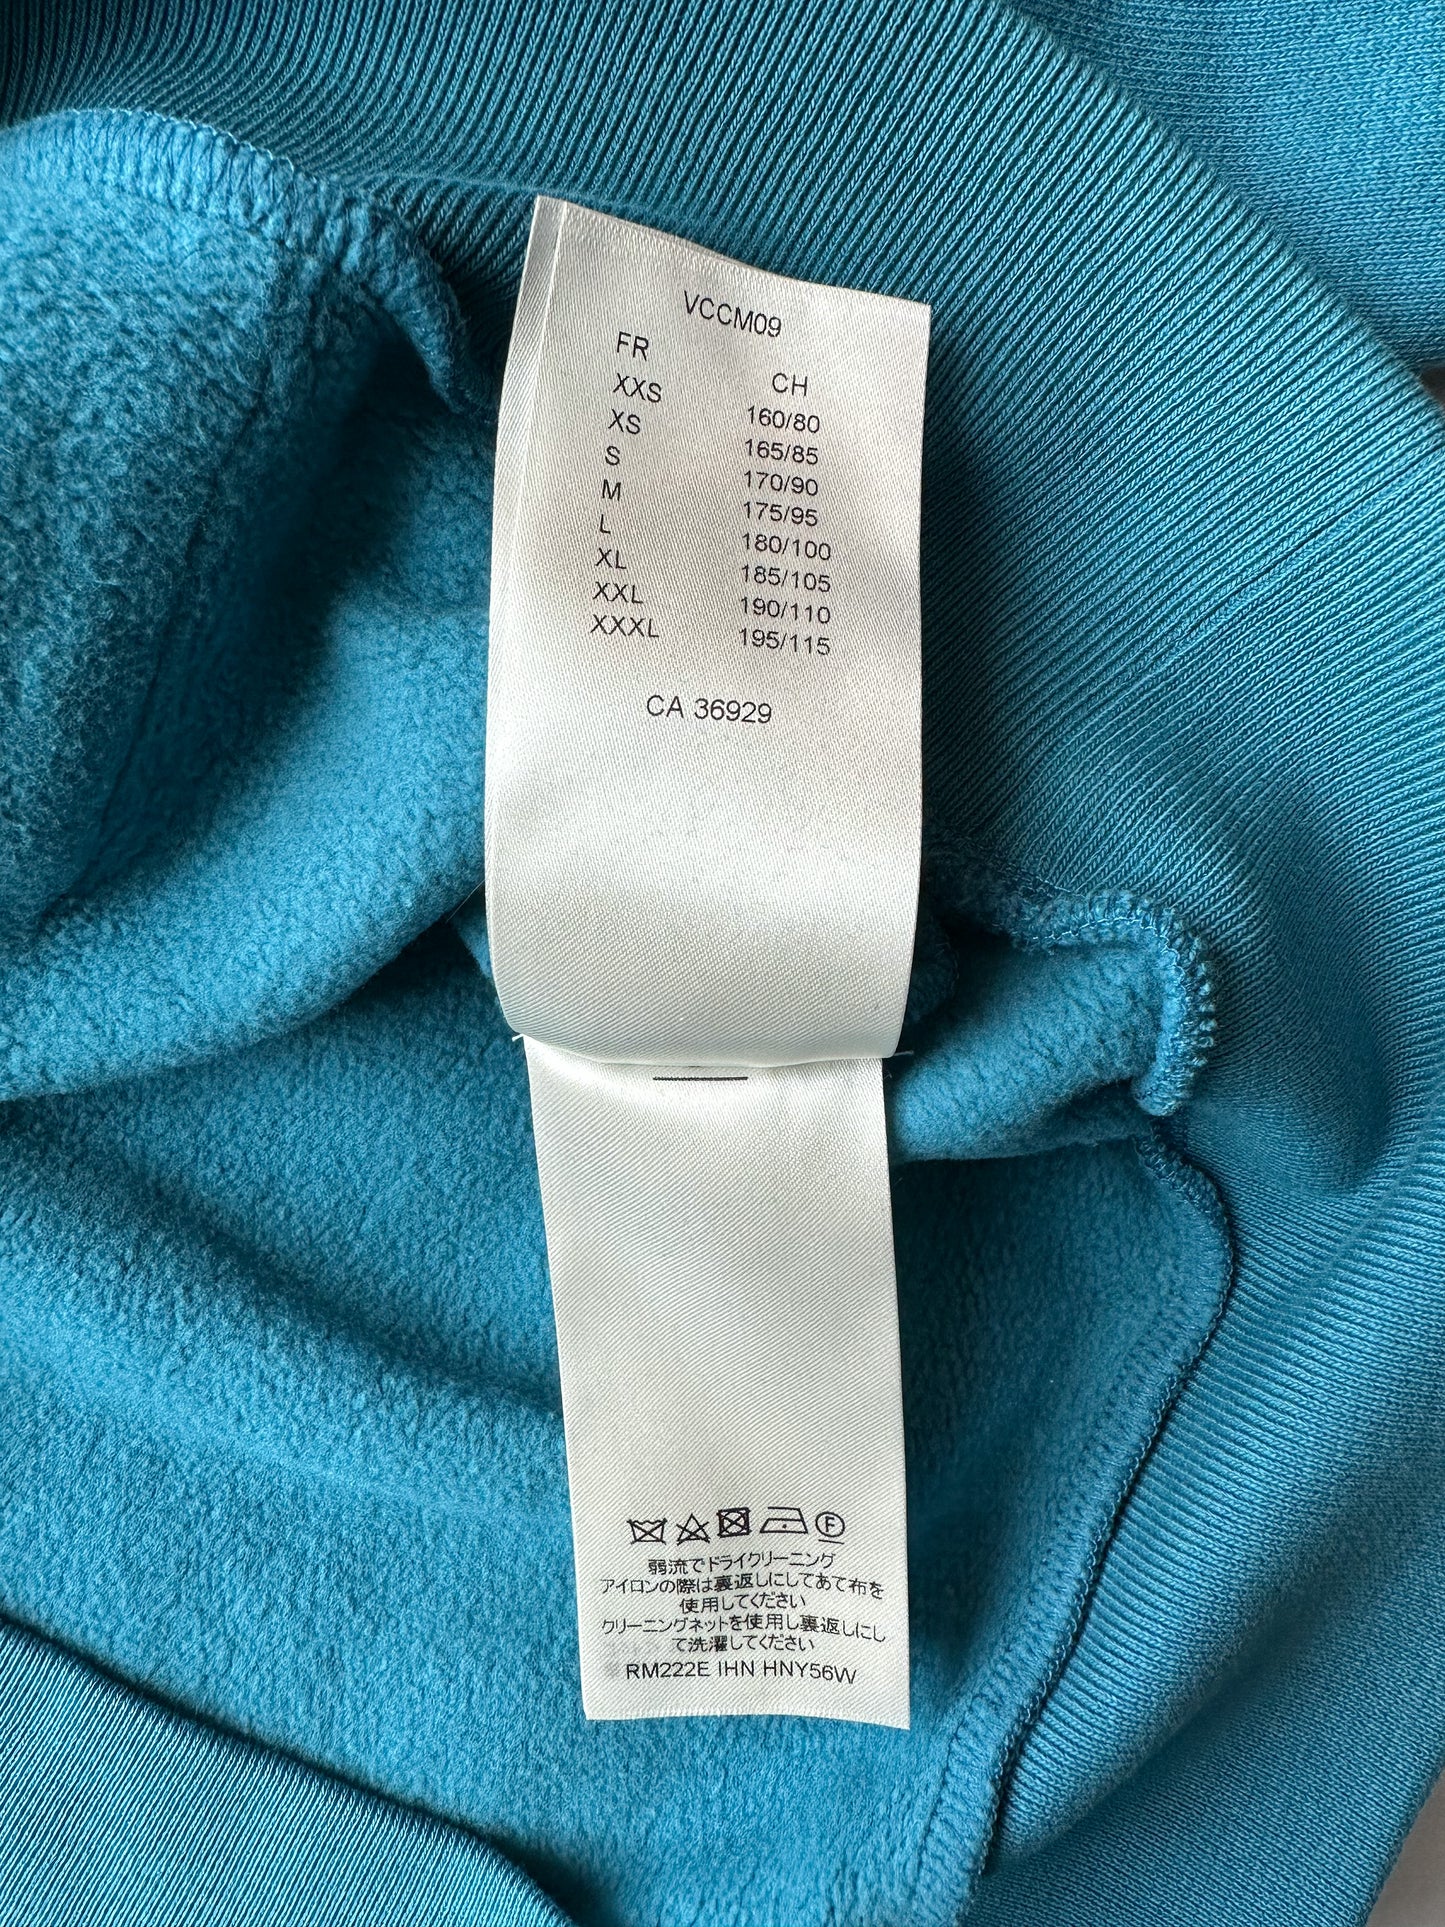 VCCM09
FR CH
XXS 160/80
XS 165/85
S 170/90
M 175/95
L 180/100
XL 185/105
XXL 190/110
XXXL 195/115
CA 36929
F
弱流でドライクリーニング
アイロンの際は裏返しにしてあて布を
使用してください
クリーニングネットを使用し裏返しにし
て洗濯してください
RM222E IHN HNY56W